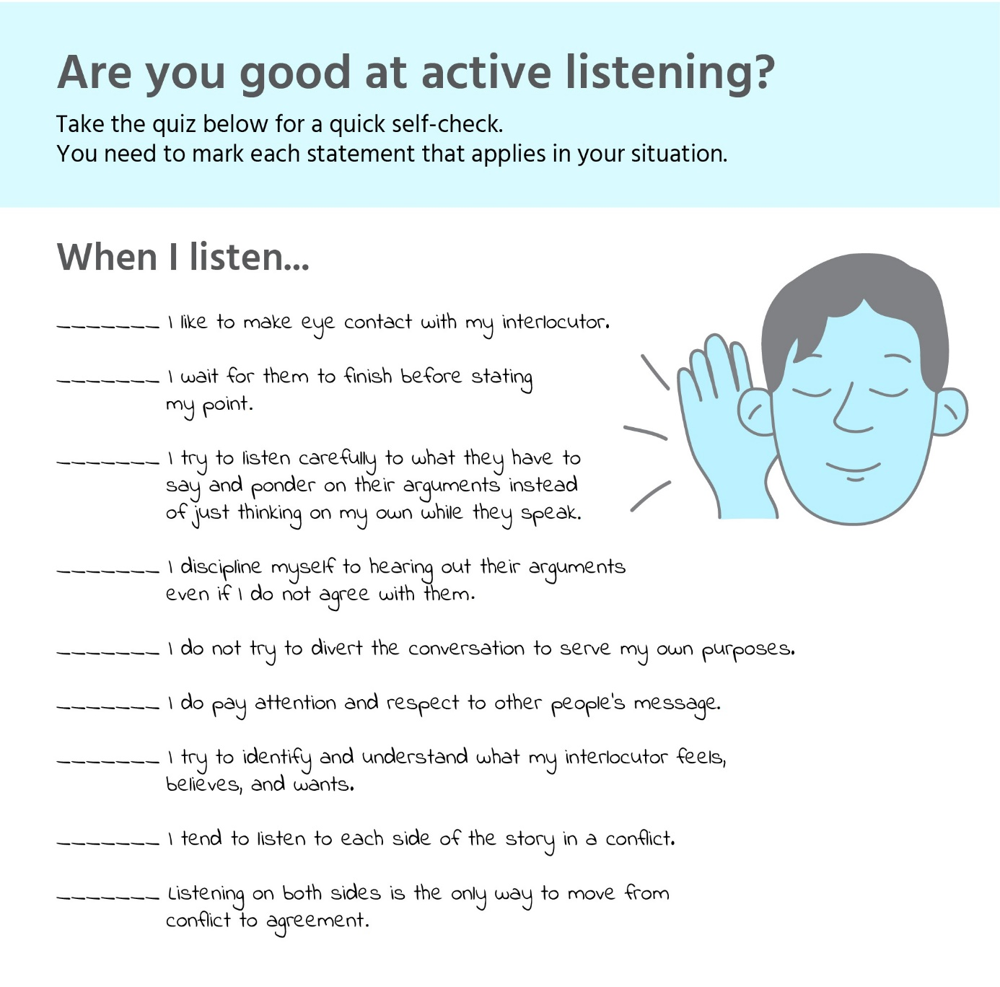 Are you good at active listening?
Take the quiz below for a quick self-check.
You need to mark each statement that applies in your situation.
When I listen...
_______ I like to make eye contact with my interlocutor.
_______ I wait for them to finish before stating
my point.
_______ I try to listen carefully to what they have to
say and ponder on their arguments instead
of just thinking on my own while they speak.
_______ I discipline myself to hearing out their arguments
even if I do not agree with them.
_______ I do not try to divert the conversation to serve my own purposes.
_______ I do pay attention and respect to other people's message.
_______ I try to identify and understand what my interlocutor feels,
believes, and wants.
_______ I tend to listen to each side of the story in a conflict.
_______ Listening on both sides is the only way to move from
conflict to agreement.